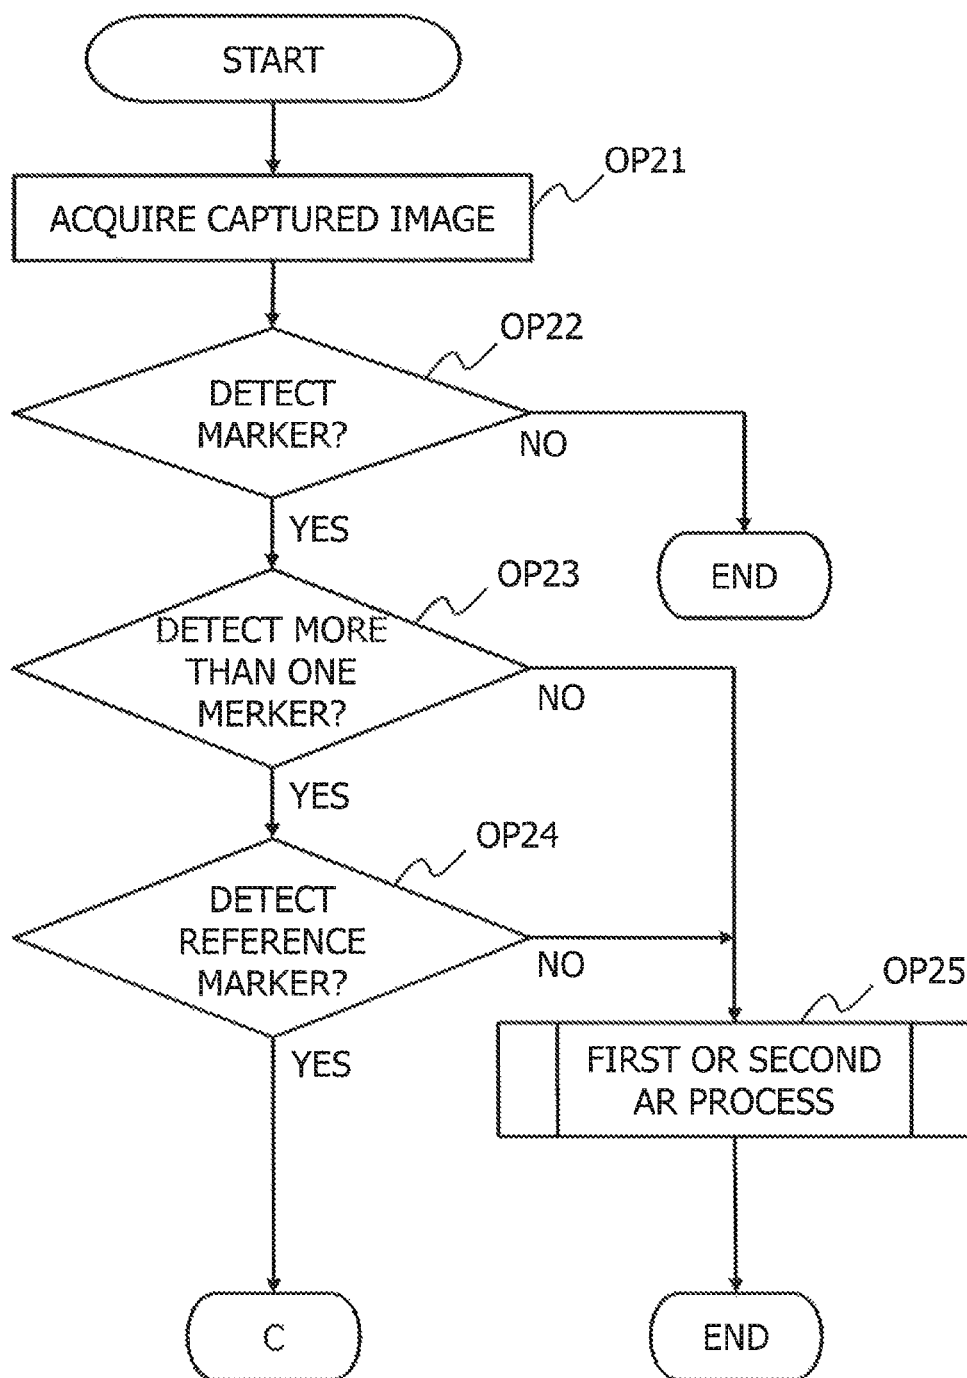 START
OP21
ACQUIRE CAPTURED IMAGE
OP22
DETECT
MARKER?
NO
YES
END
OP23
DETECT MORE
THAN ONE
MERKER?
NO
YES
OP24
DETECT
REFERENCE
MARKER?
NO
YES
OP25
FIRST OR SECOND
AR PROCESS
C
END